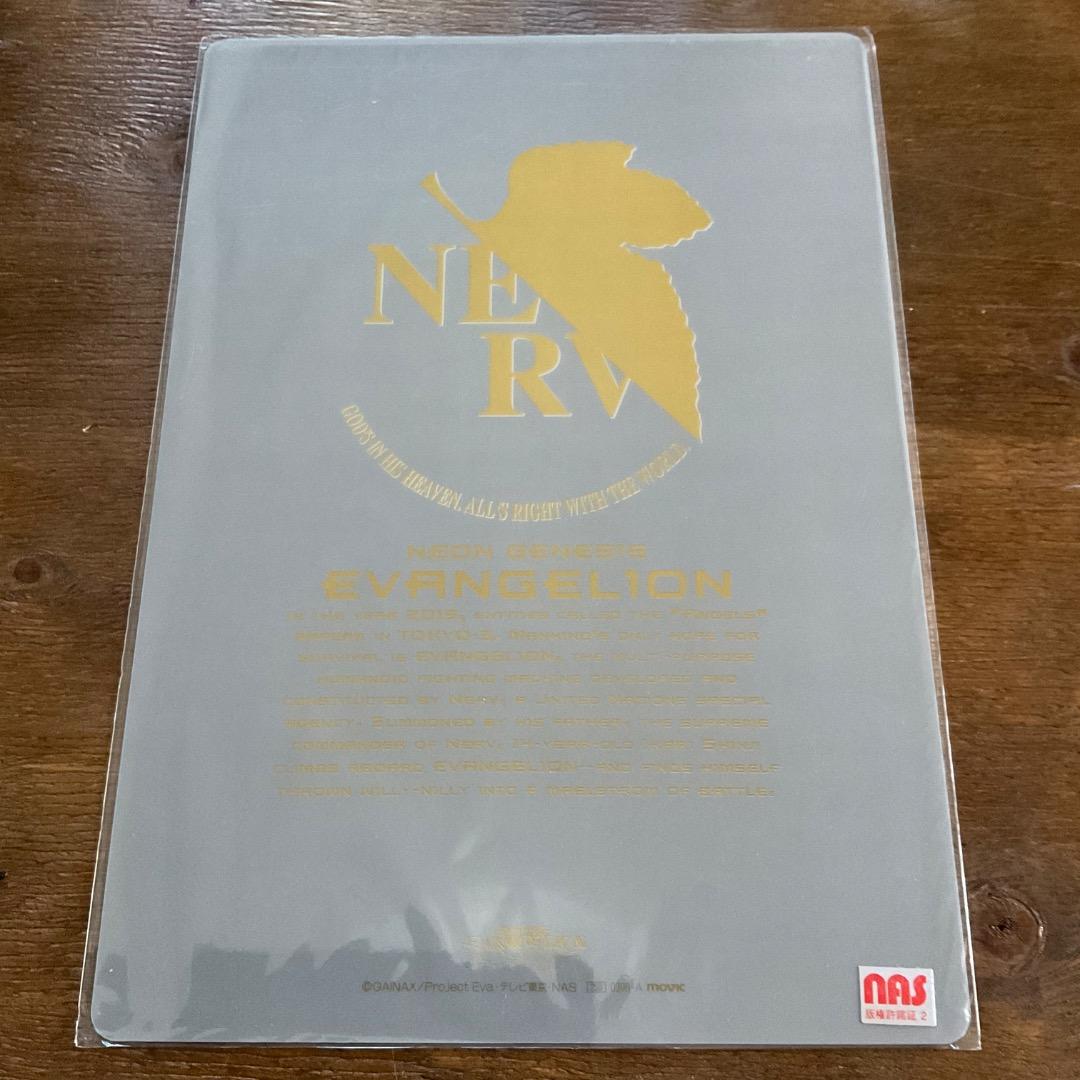 NE
RV
GOD'S IN HIS HEAVEN. ALL'S RIGHT WITH THE WORLD.
NEON GENESIS
EVANGELION
IN THE YEAR 2015, ENTITIES CALLED THE "ANGELS"
APPEAR IN TOKYO-3. MANKIND'S ONLY HOPE FOR
SURVIVAL IS EVANGELION, THE MULTI-PURPOSE
HUMANOID FIGHTING MACHINE DEVELOPED AND
CONSTRUCTED BY NERV, A UNITED NATIONS SPECIAL
AGENCY. SUMMONED BY HIS FATHER, THE SUPREME
COMMANDER OF NERV, 14-YEAR-OLD IKARI SHINJI
CLIMBS ABOARD EVANGELION--AND FINDS HIMSELF
THROWN WILLY-NILLY INTO A MAELSTROM OF BATTLE.
©GAINAX/Project Eva・テレビ東京・NAS movic
nas
版権許諾証 2